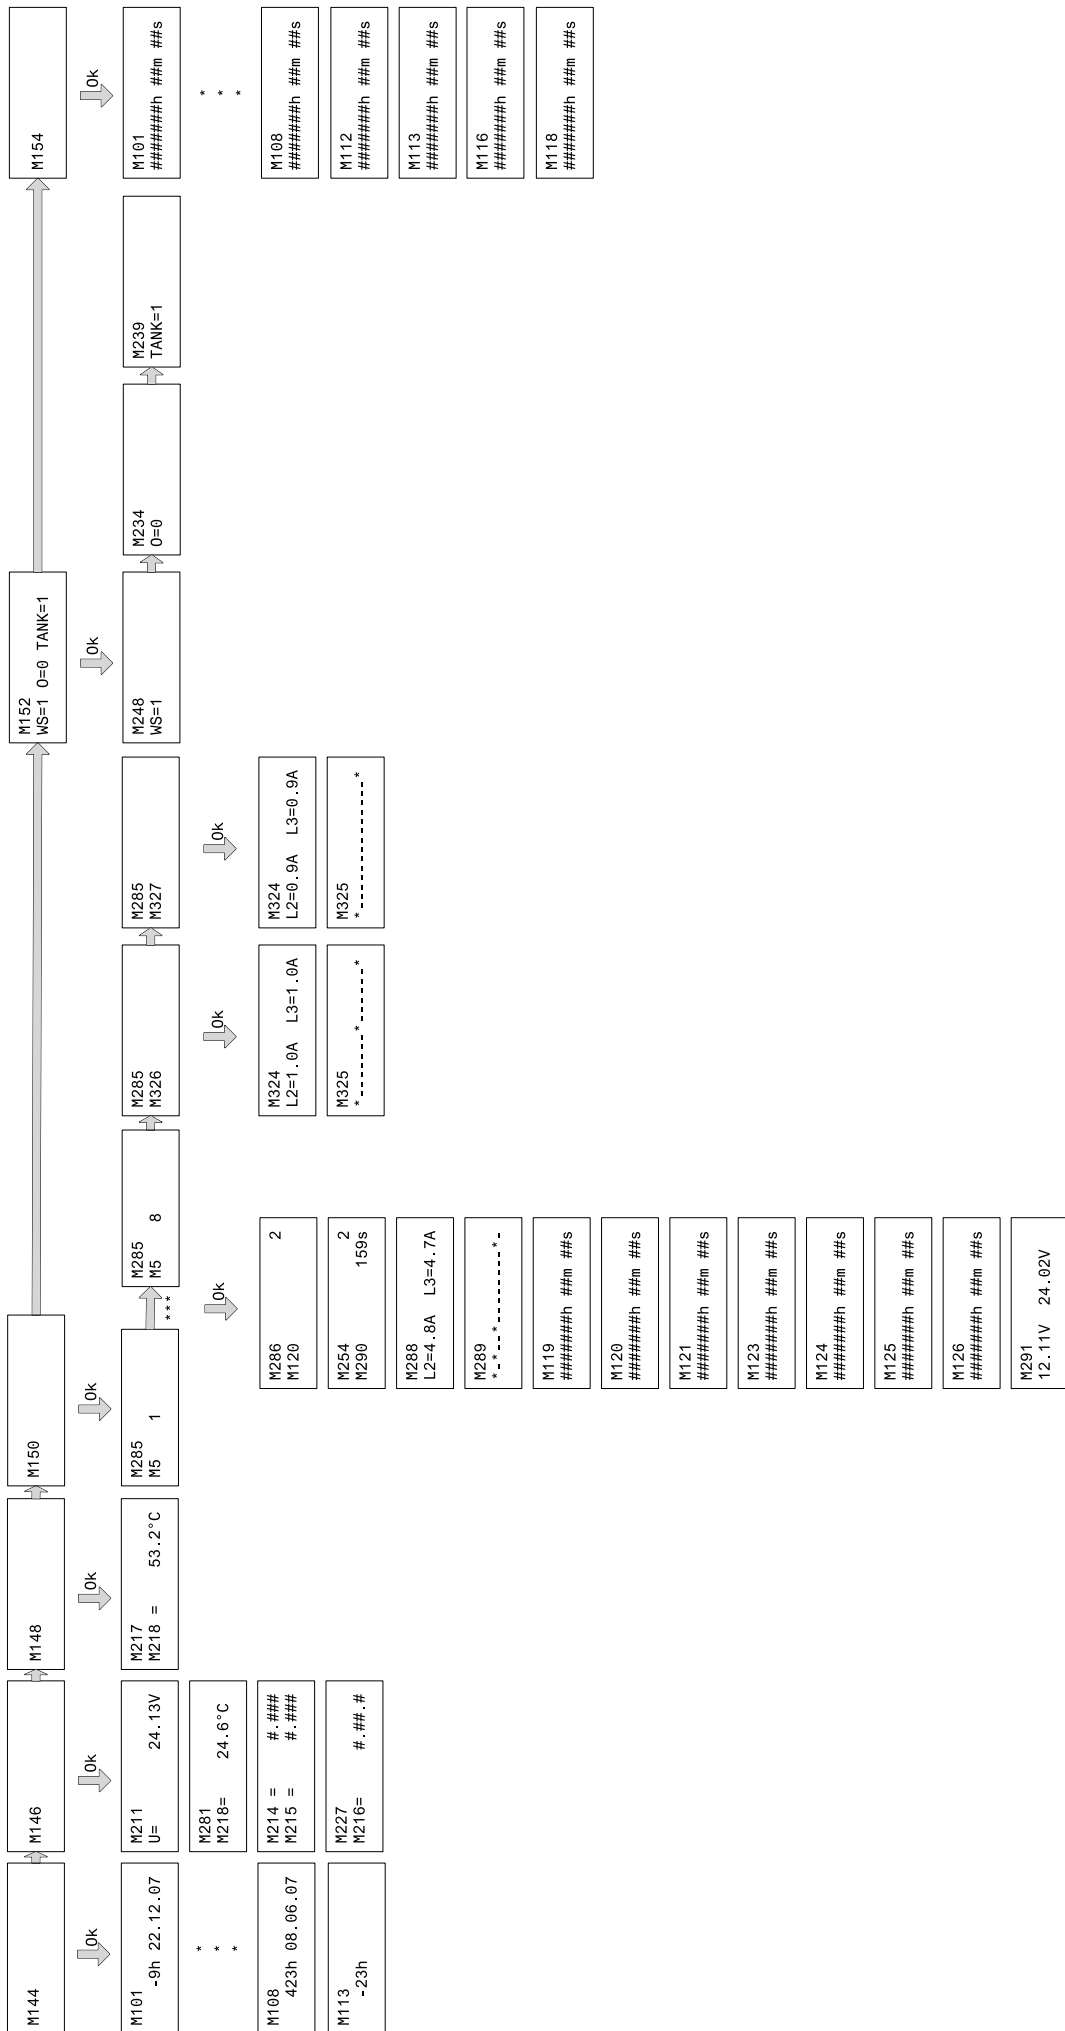 M144
M146
M148
M150
M152
WS=1 O=0 TANK=1
M154
Ok
Ok
Ok
Ok
Ok
Ok
M101
-9h 22.12.07
*
*
*
M108
423h 08.06.07
M113
-23h
M211
U= 24.13V
M281
M218= 24.6°C
M214 = #.###
M215 = #.###
M227
M216= #.##.#
M217
M218 = 53.2°C
M285
M5 1
***
M285
M5 8
M285
M326
M285
M327
Ok
M286 2
M120
M254 2
M290 159s
M288
L2=4.8A L3=4.7A
M289
*-*--*--------*-
M119
#######h ##m ##s
M120
#######h ##m ##s
M121
#######h ##m ##s
M123
#######h ##m ##s
M124
#######h ##m ##s
M125
#######h ##m ##s
M126
#######h ##m ##s
M291
12.11V 24.02V
Ok
M324
L2=1.0A L3=1.0A
M325
*-------*------*
Ok
M324
L2=0.9A L3=0.9A
M325
*--------------*
M248
WS=1
M234
O=0
M239
TANK=1
M101
#######h ##m ##s
*
*
*
M108
#######h ##m ##s
M112
#######h ##m ##s
M113
#######h ##m ##s
M116
#######h ##m ##s
M118
#######h ##m ##s